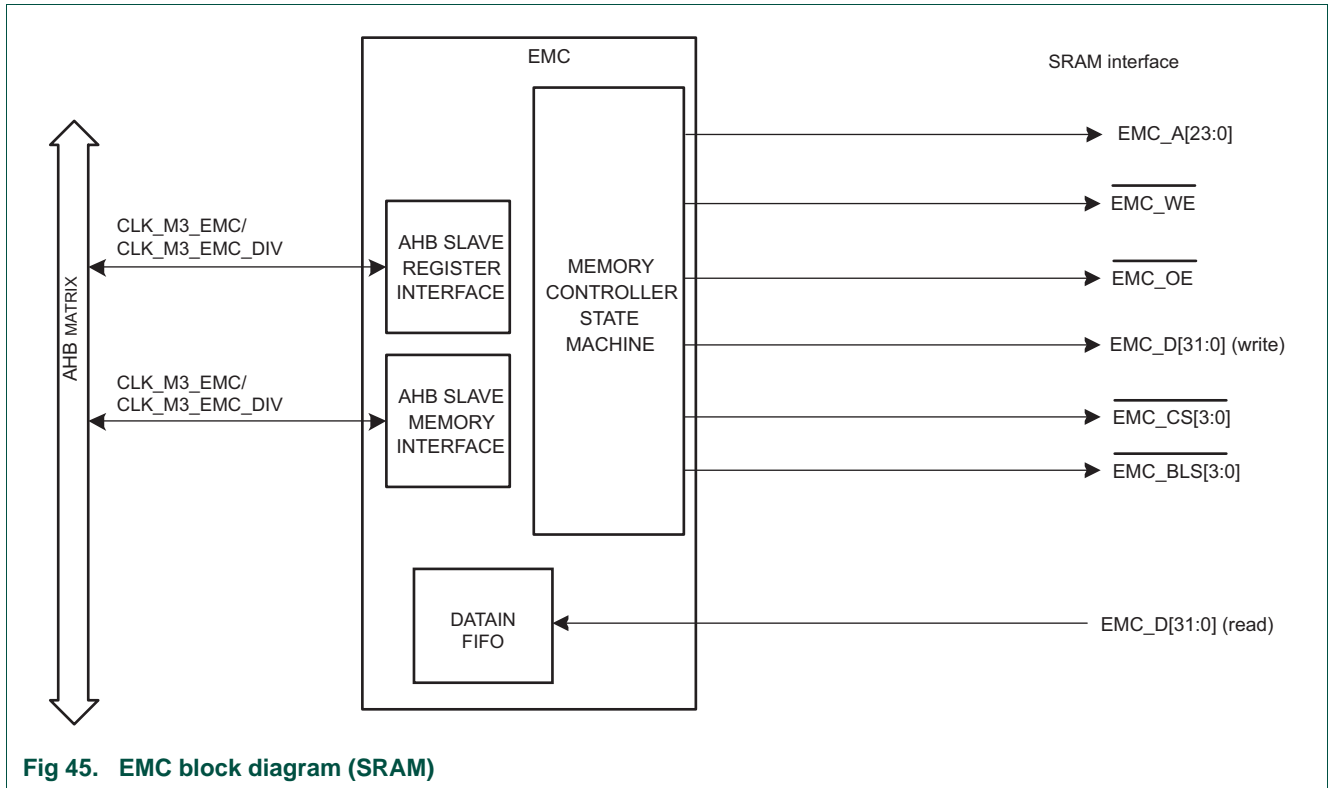 EMC
SRAM interface
AHB MATRIX
CLK_M3_EMC/
CLK_M3_EMC_DIV
AHB SLAVE
REGISTER
INTERFACE
CLK_M3_EMC/
CLK_M3_EMC_DIV
AHB SLAVE
MEMORY
INTERFACE
MEMORY
CONTROLLER
STATE
MACHINE
DATAIN
FIFO
EMC_A[23:0]
EMC_WE
EMC_OE
EMC_D[31:0] (write)
EMC_CS[3:0]
EMC_BLS[3:0]
EMC_D[31:0] (read)
Fig 45. EMC block diagram (SRAM)